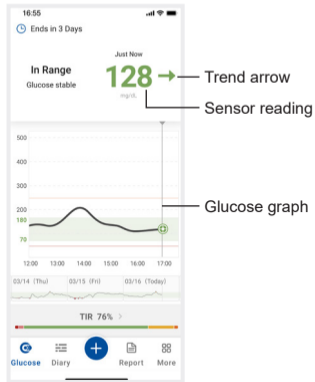 16:55
Ends in 3 Days
Just Now
In Range
128
Trend arrow
Glucose stable
mg/dL
Sensor reading
500
400
300
200
180
70
Glucose graph
12:00 13:00 14:00 15:00 16:00 17:00
03/14 (Thu) 03/15 (Fri) 03/16 (Today)
TIR 76% >
Glucose Diary Report More